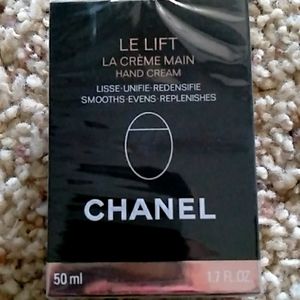 LE LIFT
LA CRÈME MAIN
HAND CREAM
LISSE·UNIFIE·REDENSIFIE
SMOOTHS·EVENS·REPLENISHES
CHANEL
50 ml 1.7 FL. OZ.